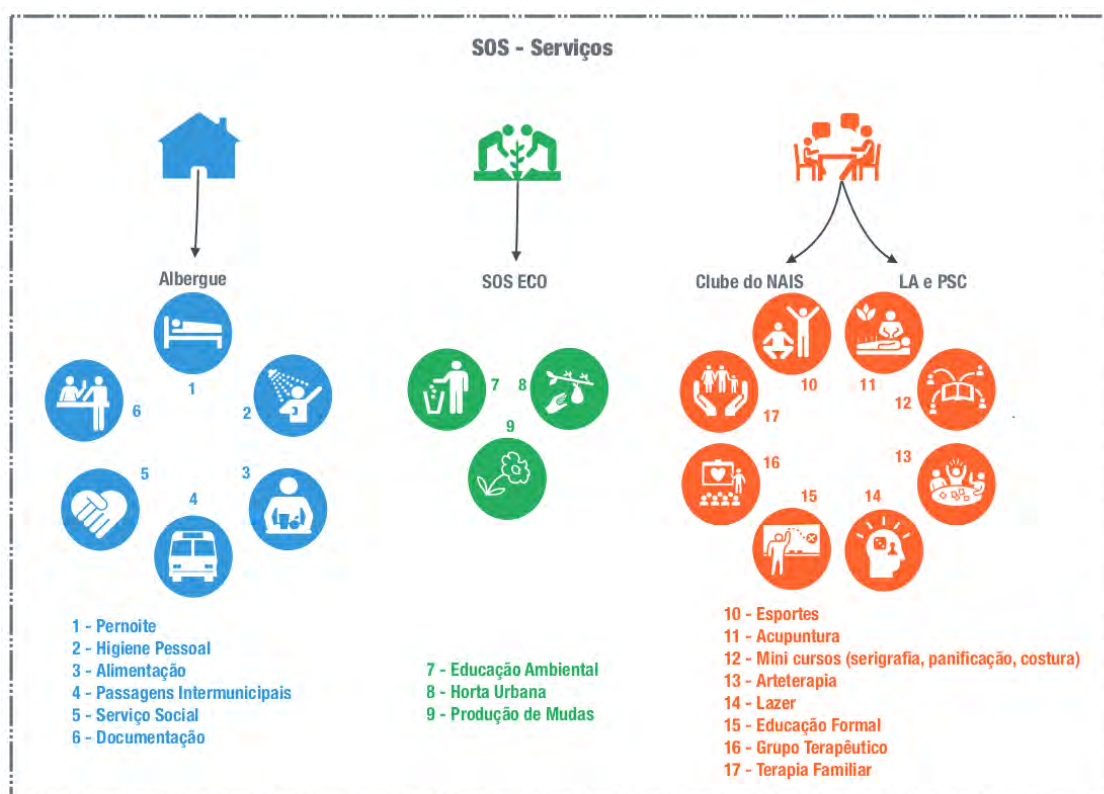 SOS - Serviços
Albergue
1
2
3
4
5
6
1 - Pernoite
2 - Higiene Pessoal
3 - Alimentação
4 - Passagens Intermunicipais
5 - Serviço Social
6 - Documentação
SOS ECO
7
8
9
7 - Educação Ambiental
8 - Horta Urbana
9 - Produção de Mudas
Clube do NAIS
LA e PSC
10
11
12
13
14
15
16
17
10 - Esportes
11 - Acupuntura
12 - Mini cursos (serigrafia, panificação, costura)
13 - Arteterapia
14 - Lazer
15 - Educação Formal
16 - Grupo Terapêutico
17 - Terapia Familiar